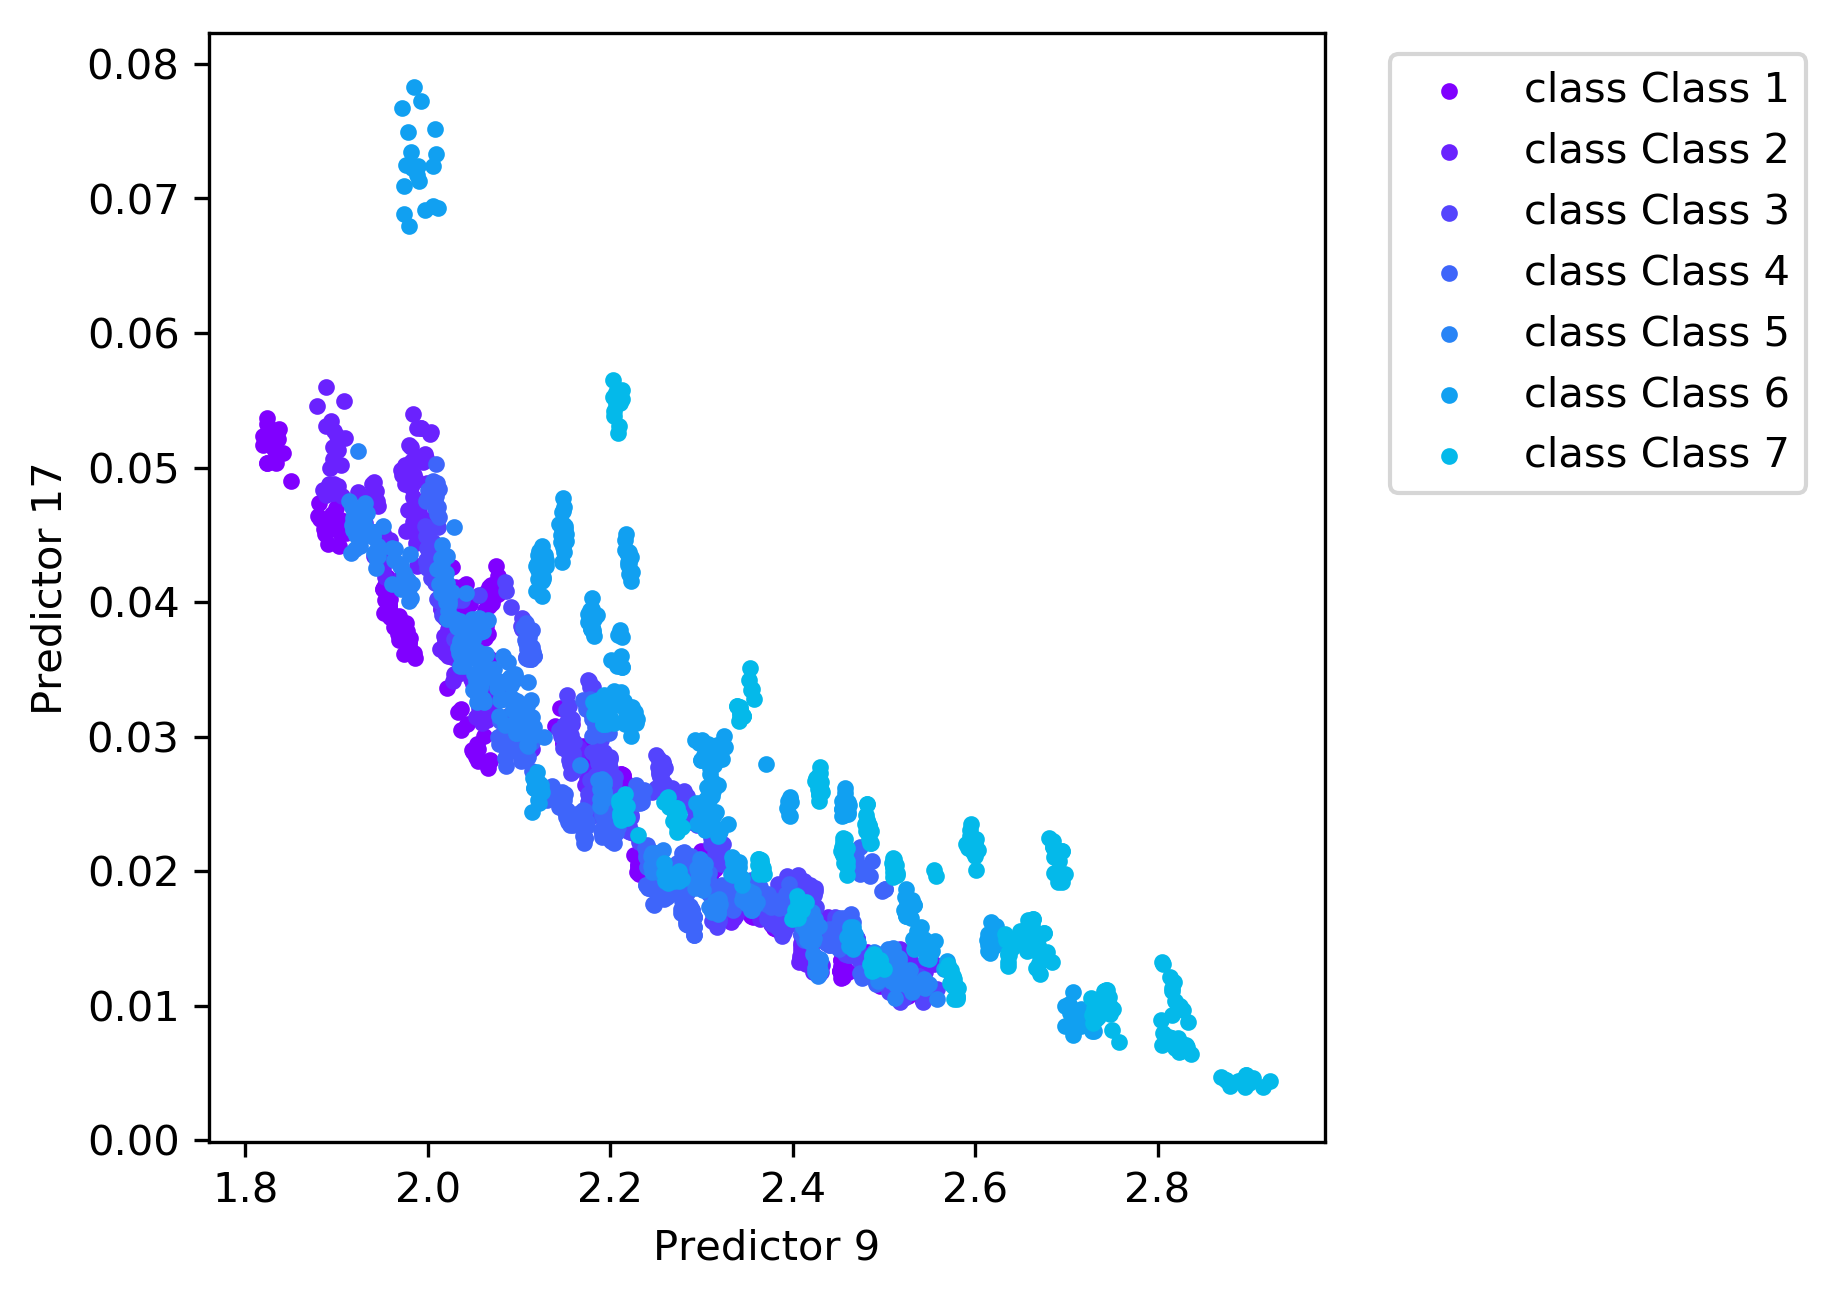 0.08
0.07
0.06
0.05
0.04
0.03
0.02
0.01
0.00
Predictor 17
1.8 2.0 2.2 2.4 2.6 2.8
Predictor 9
class Class 1
class Class 2
class Class 3
class Class 4
class Class 5
class Class 6
class Class 7